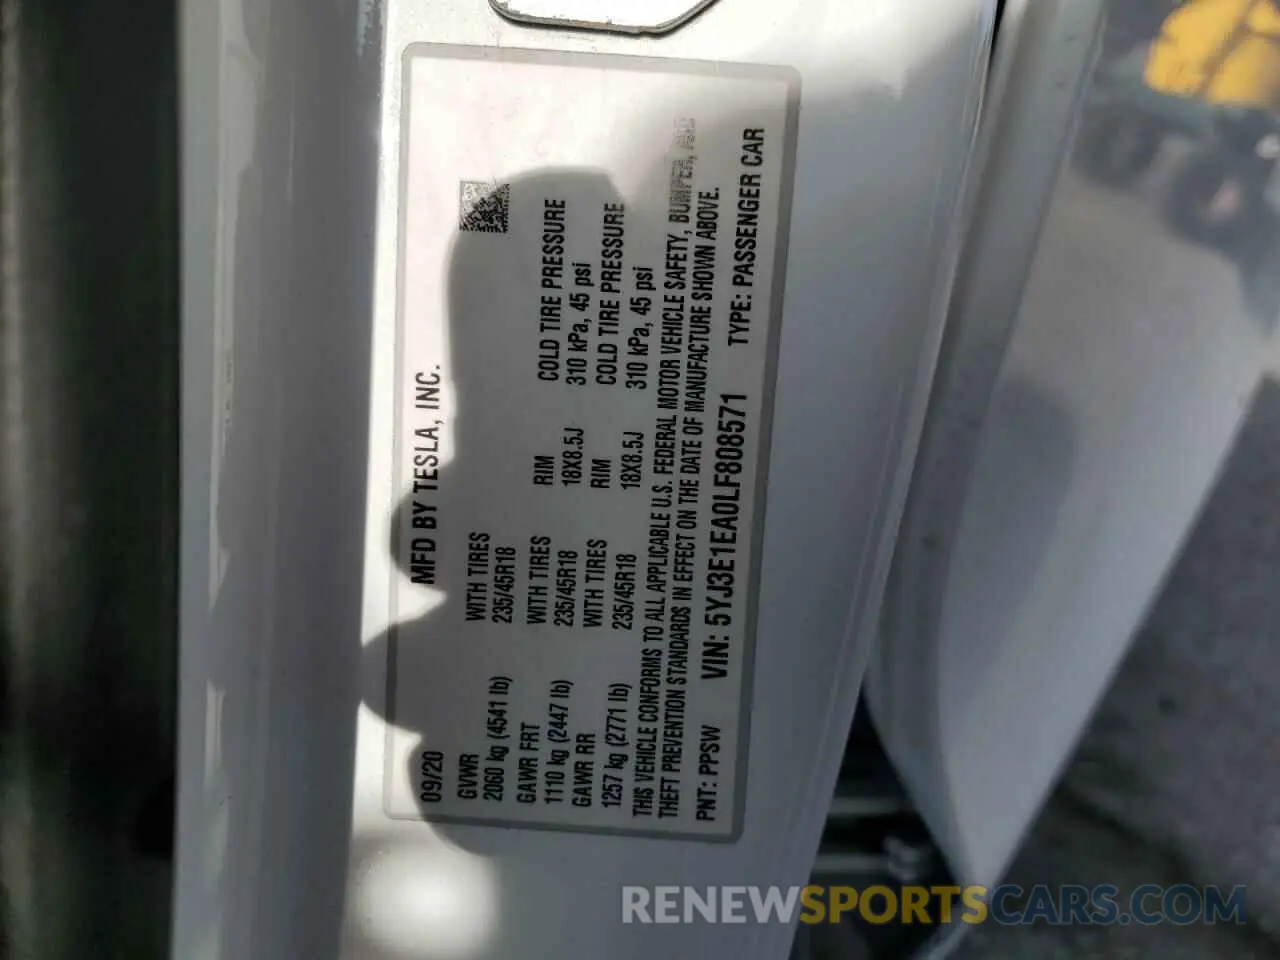 MFD BY TESLA, INC.
09/20
GVWR WITH TIRES
2060 kg (4541 lb) 235/45R18
GAWR FRT WITH TIRES RIM COLD TIRE PRESSURE
1110 kg (2447 lb) 235/45R18 18X8.5J 310 kPa, 45 psi
GAWR RR WITH TIRES RIM COLD TIRE PRESSURE
1257 kg (2771 lb) 235/45R18 18X8.5J 310 kPa, 45 psi
THIS VEHICLE CONFORMS TO ALL APPLICABLE U.S. FEDERAL MOTOR VEHICLE SAFETY, BUMPER, AND
THEFT PREVENTION STANDARDS IN EFFECT ON THE DATE OF MANUFACTURE SHOWN ABOVE.
PNT: PPSW VIN: 5YJ3E1EA0LF808571 TYPE: PASSENGER CAR
RENEWSPORTSCARS.COM